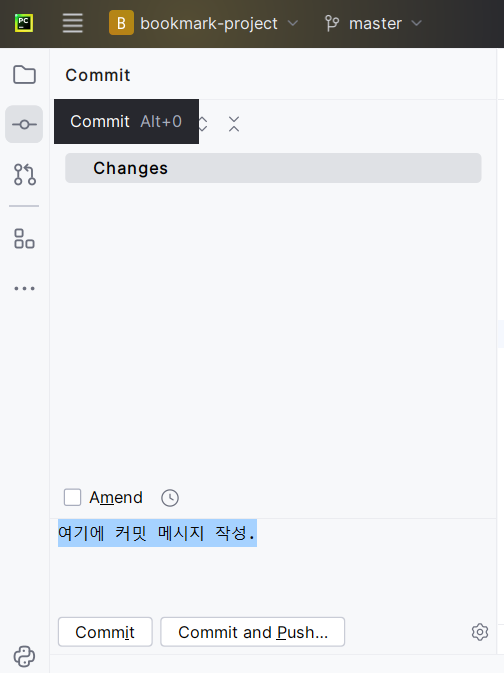 PC
B bookmark-project master
Commit
Commit Alt+0
Changes
Amend
여기에 커밋 메시지 작성.
Commit Commit and Push...